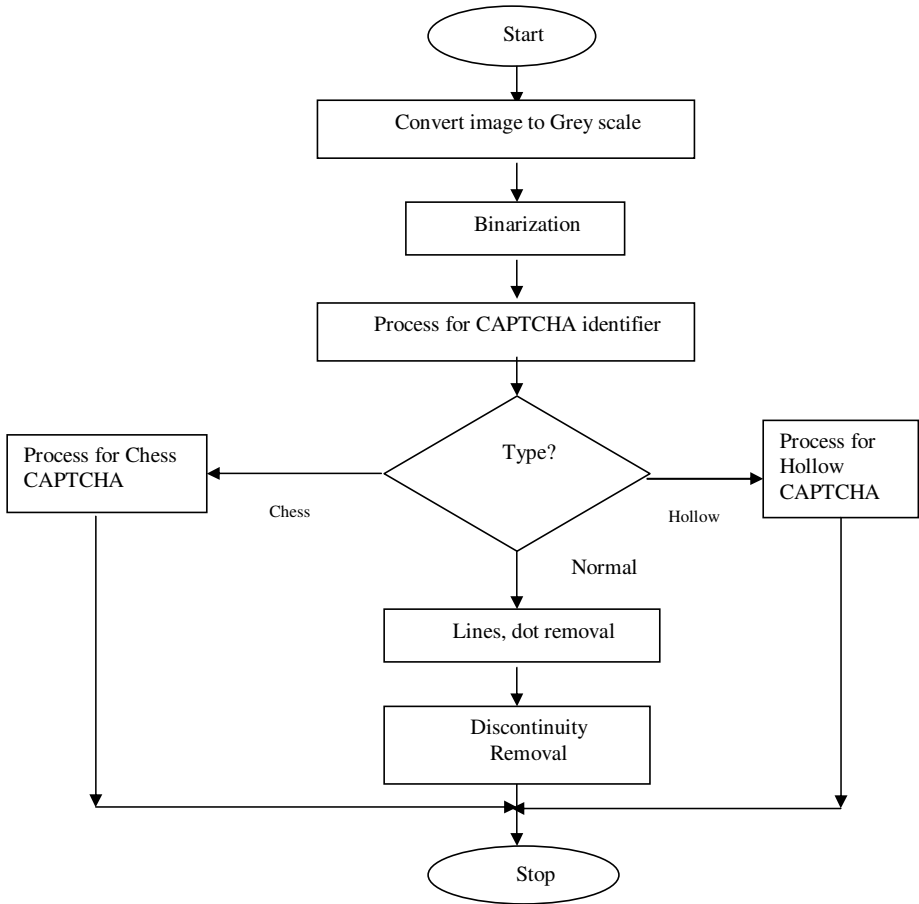 Start
Convert image to Grey scale
Binarization
Process for CAPTCHA identifier
Type?
Process for Chess
CAPTCHA
Process for
Hollow
CAPTCHA
Chess
Hollow
Normal
Lines, dot removal
Discontinuity
Removal
Stop